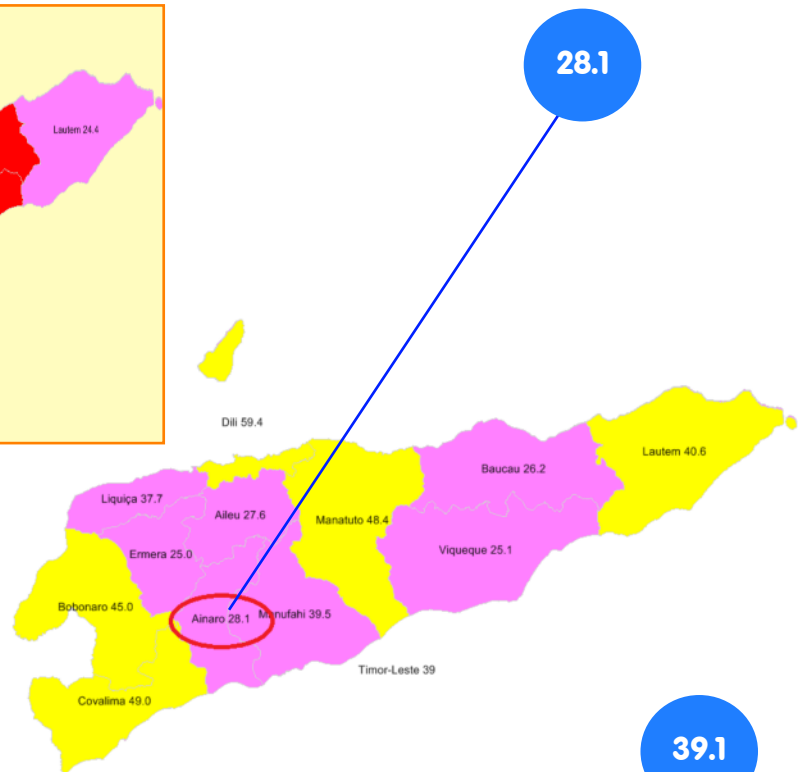 28.1
Lautem 24.4
Dili 59.4
Lautem 40.6
Baucau 26.2
Liquiça 37.7
Aileu 27.6
Manatuto 48.4
Ermera 25.0
Viqueque 25.1
Bobonaro 45.0
Ainaro 28.1
Manufahi 39.5
Timor-Leste 39
Covalima 49.0
39.1